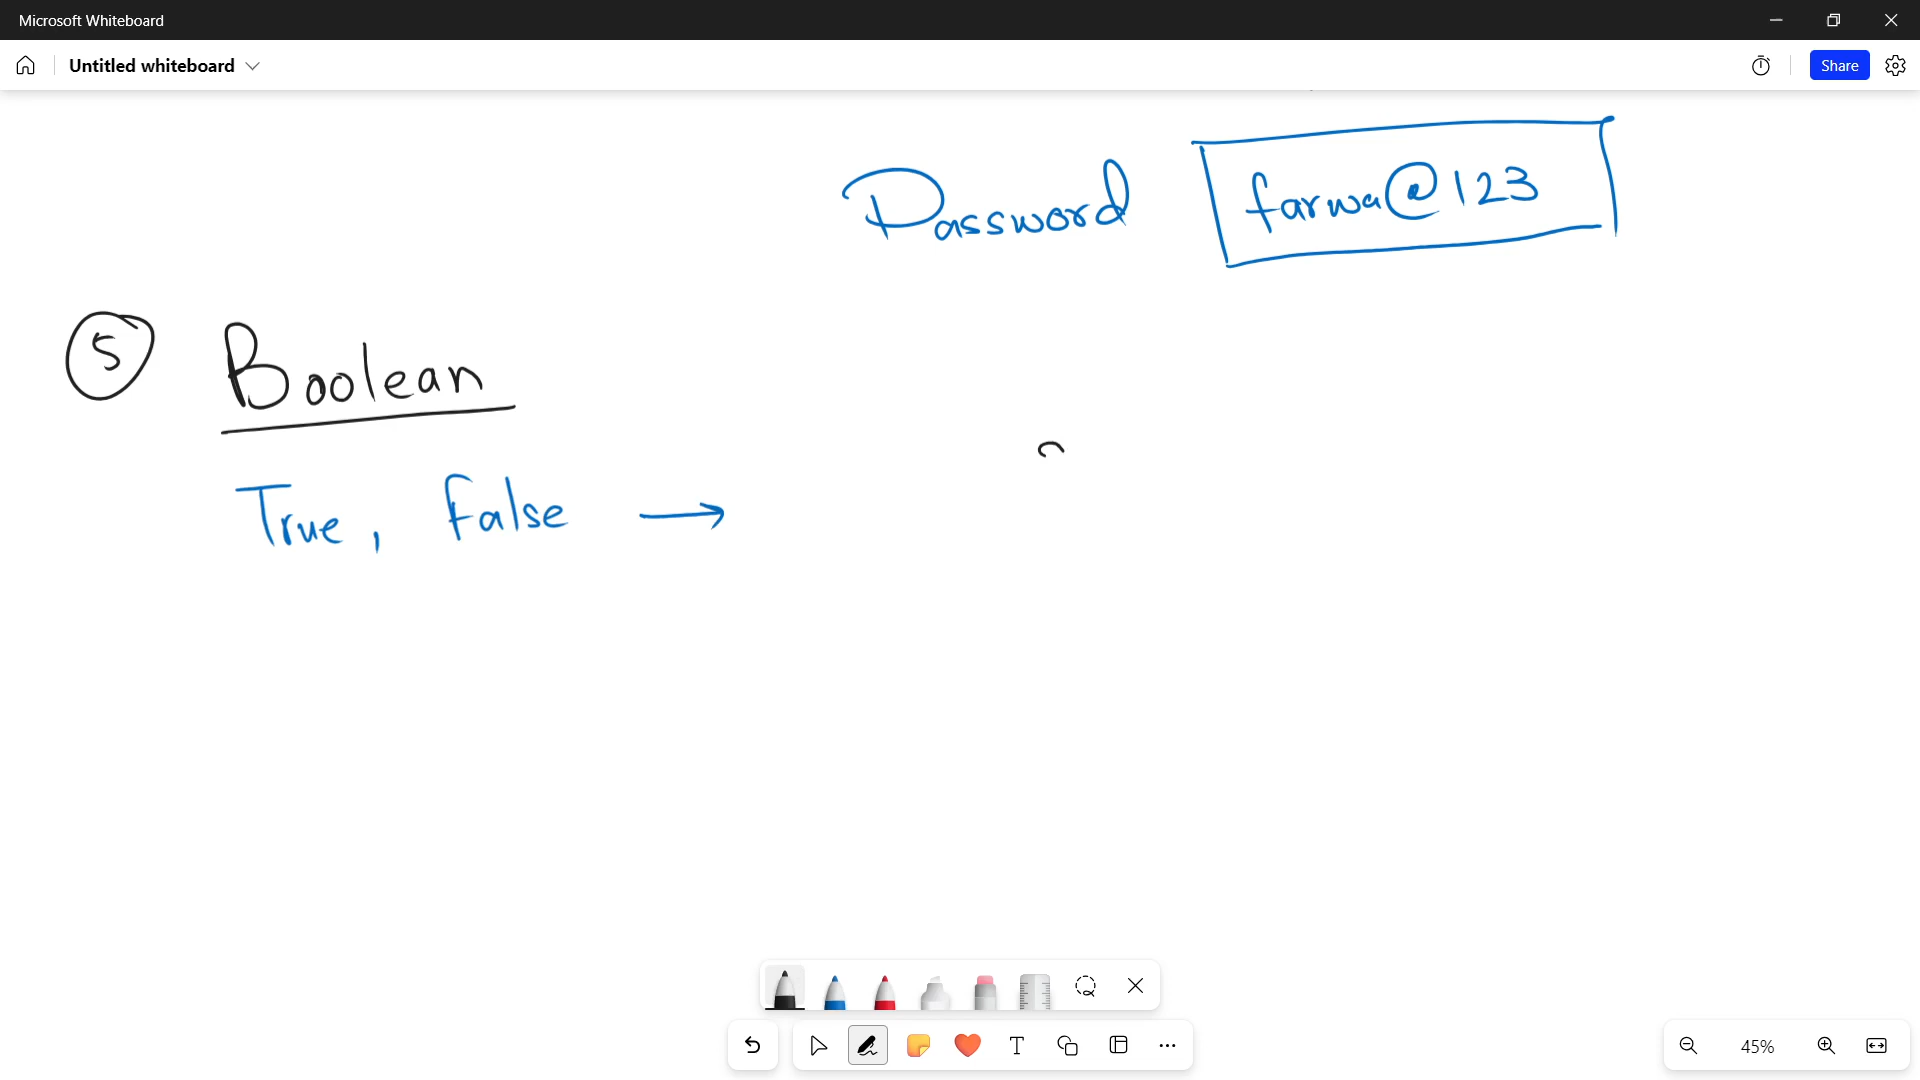 Microsoft Whiteboard
Untitled whiteboard
Share
Password farwa@123
5 Boolean
True, False →
45%